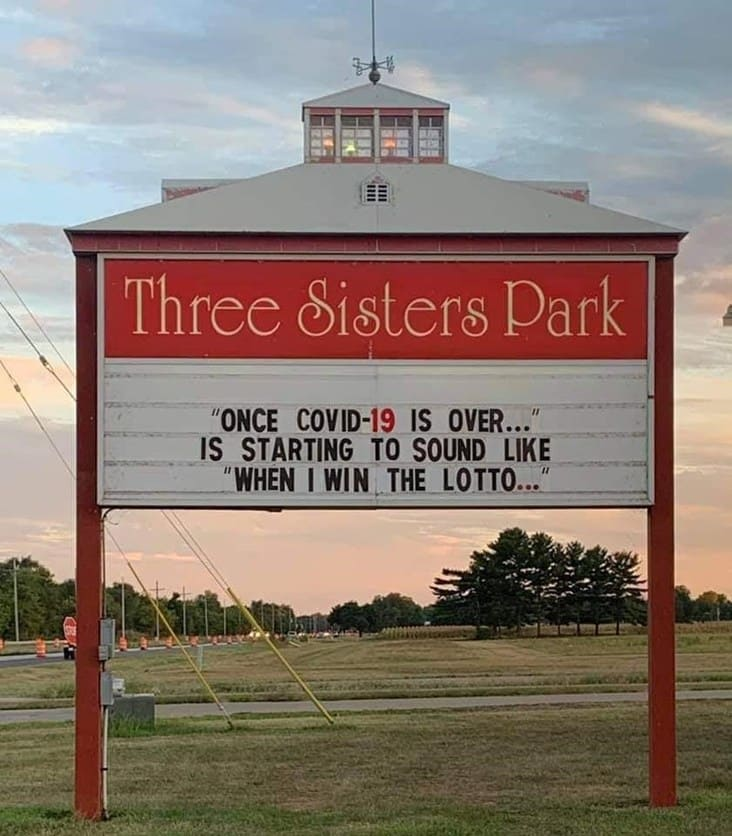 Three Sisters Park
"ONCE COVID-19 IS OVER..."
IS STARTING TO SOUND LIKE
"WHEN I WIN THE LOTTO..."